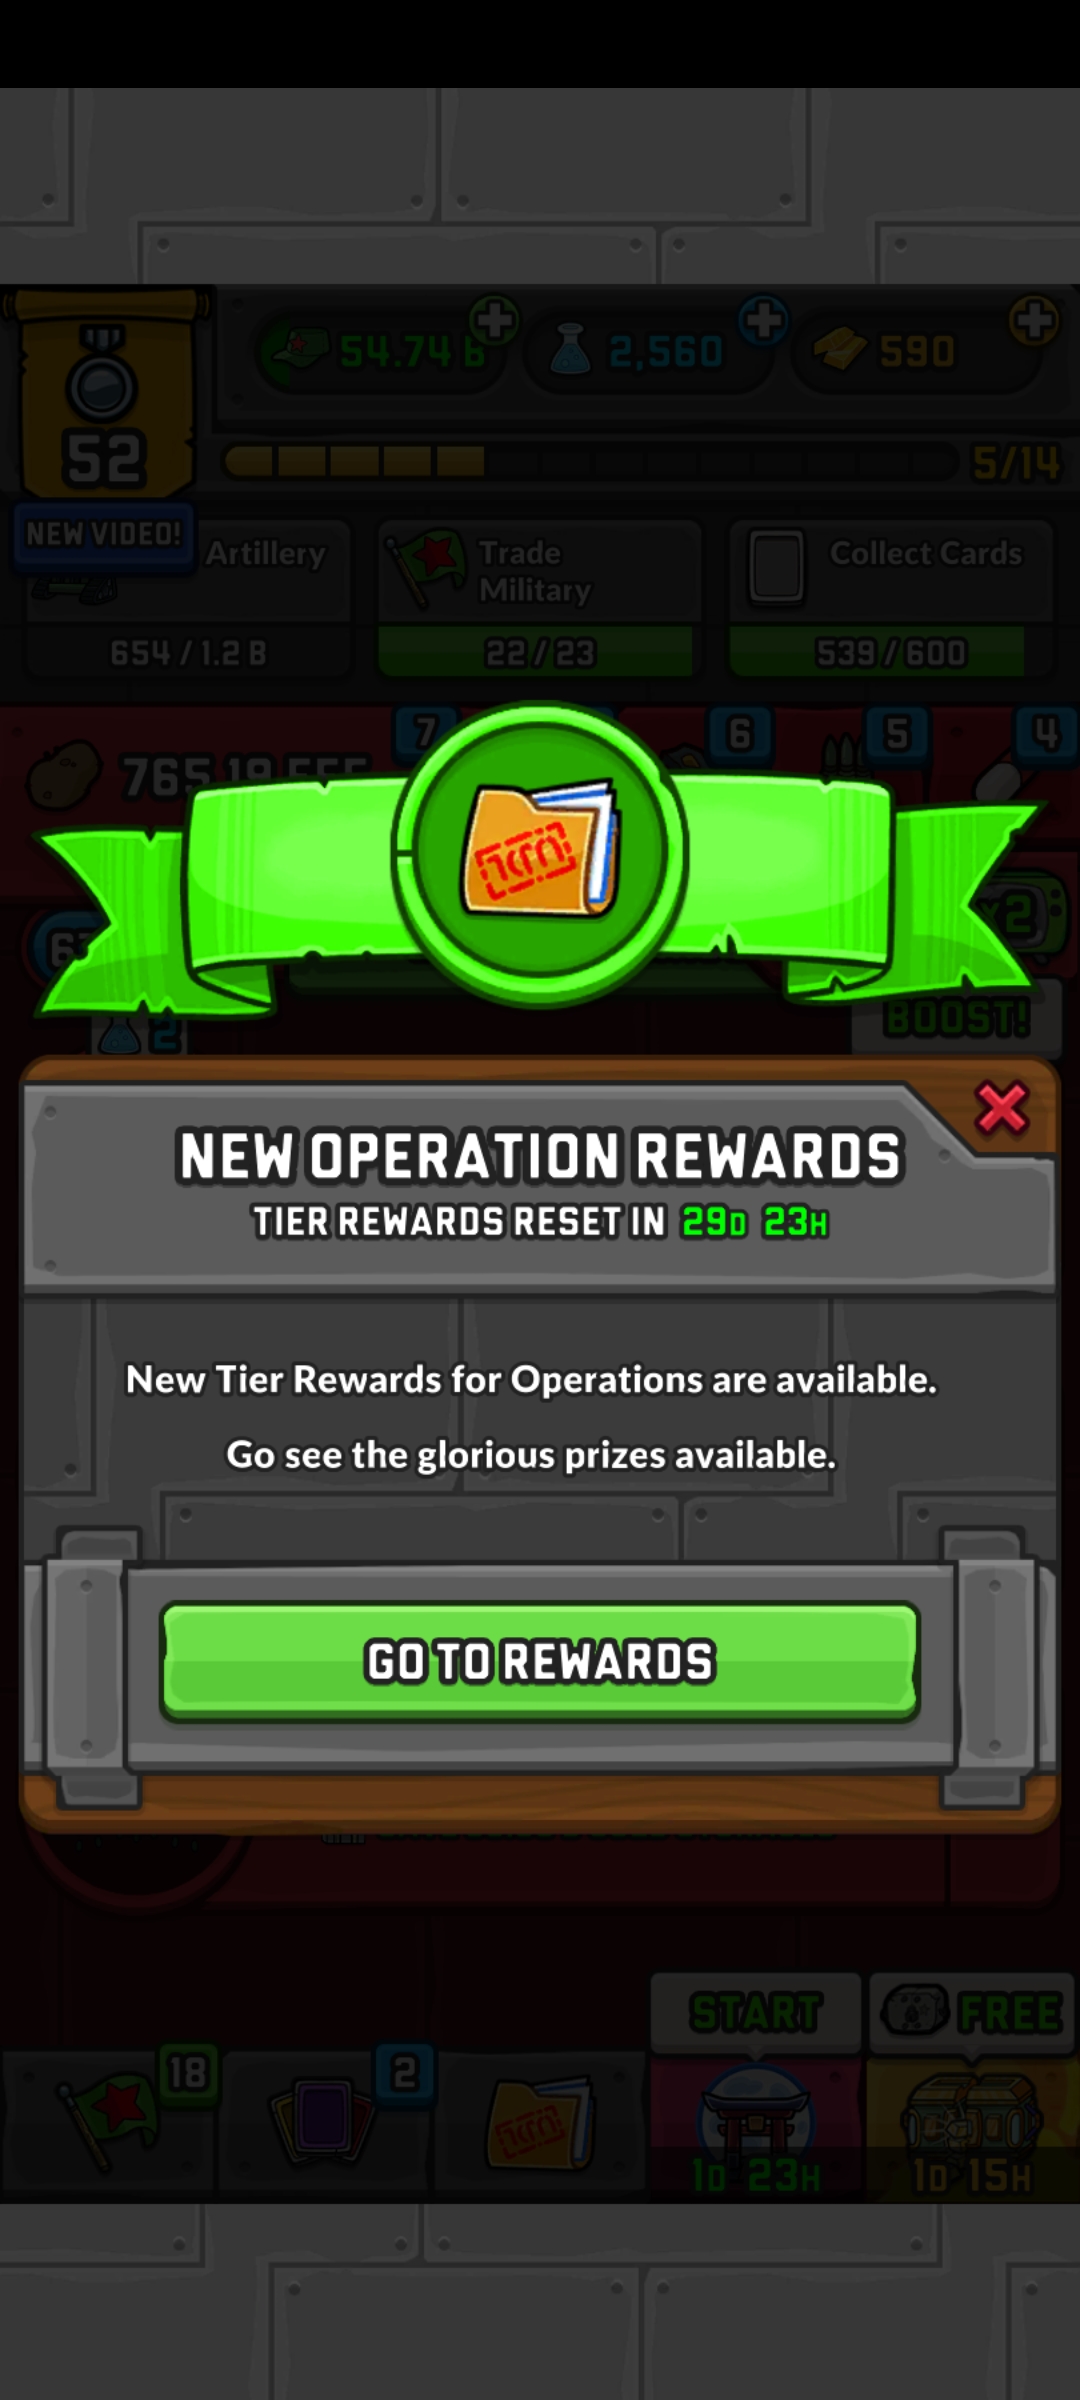 54.74 B
2,560
590
52
5/14
NEW VIDEO!
Artillery
Trade
Military
Collect Cards
654 / 1.2 B
22 / 23
539 / 600
7
6
5
4
2
BOOST!
NEW OPERATION REWARDS
TIER REWARDS RESET IN 29D 23H
New Tier Rewards for Operations are available.
Go see the glorious prizes available.
GO TO REWARDS
START
FREE
18
2
1D 23H
1D 15H